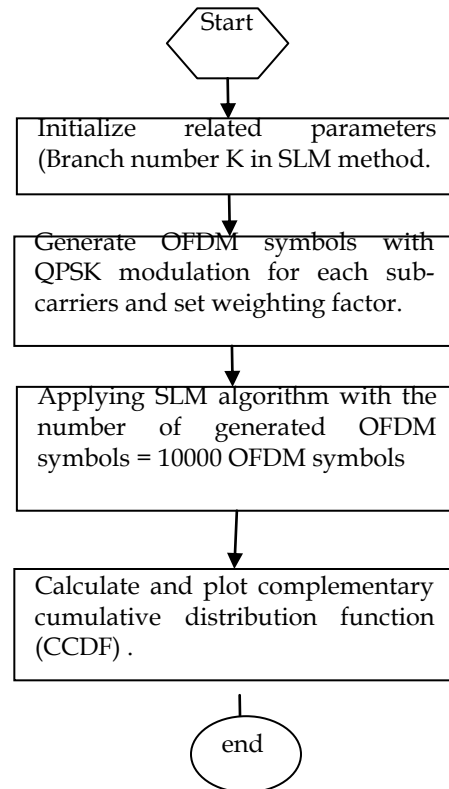 Start
Initialize related parameters
(Branch number K in SLM method.
Generate OFDM symbols with
QPSK modulation for each sub-
carriers and set weighting factor.
Applying SLM algorithm with the
number of generated OFDM
symbols = 10000 OFDM symbols
Calculate and plot complementary
cumulative distribution function
(CCDF) .
end